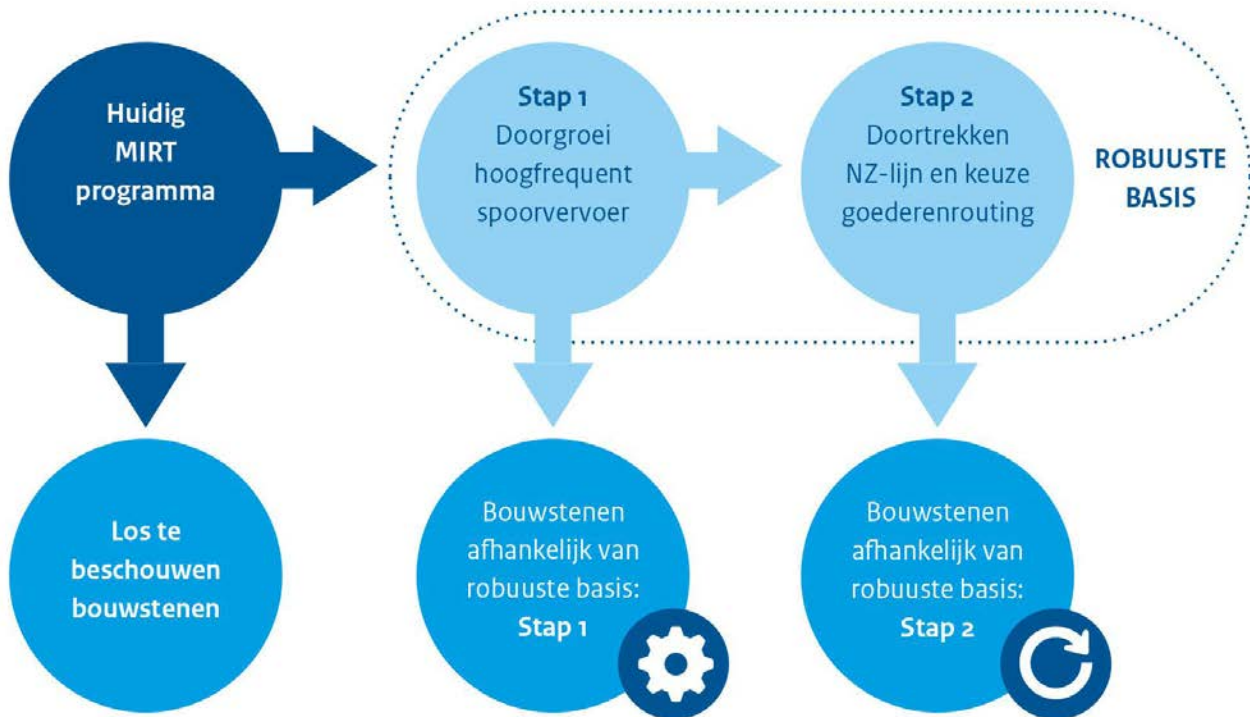 Huidig
MIRT
programma
Stap 1
Doorgroei
hoogfrequent
spoorvervoer
Stap 2
Doortrekken
NZ-lijn en keuze
goederenrouting
ROBUUSTE
BASIS
Los te
beschouwen
bouwstenen
Bouwstenen
afhankelijk van
robuuste basis:
Stap 1
Bouwstenen
afhankelijk van
robuuste basis:
Stap 2